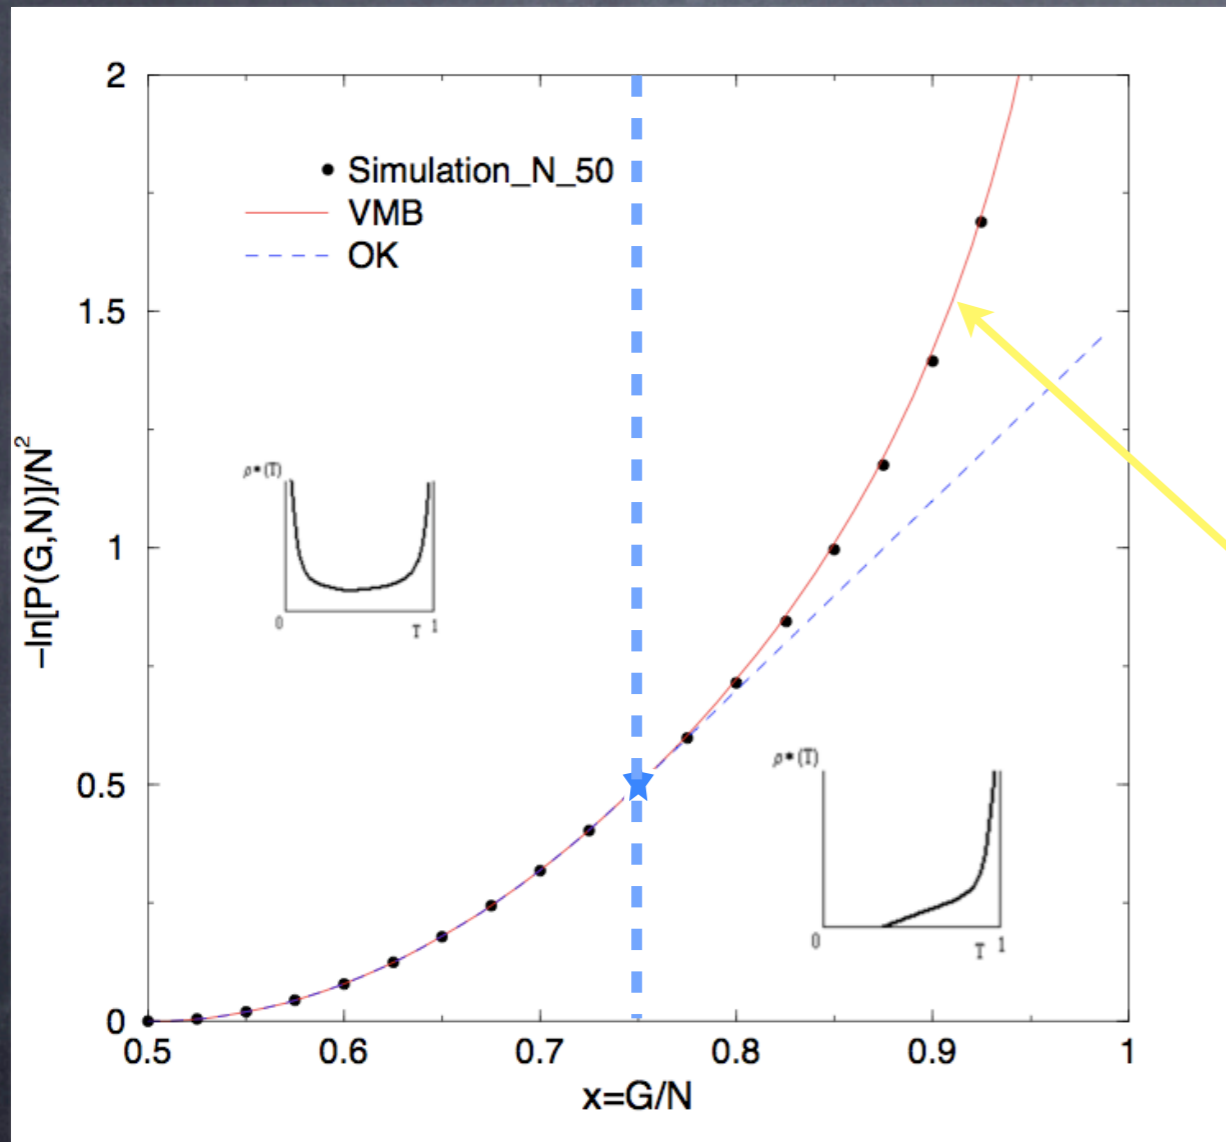 2
Simulation_N_50
VMB
OK
1.5
ρ*(T)
0
T 1
1
–ln[P(G,N)]/N²
0.5
ρ*(T)
0
T 1
0
0.5 0.6 0.7 0.8 0.9 1
x=G/N